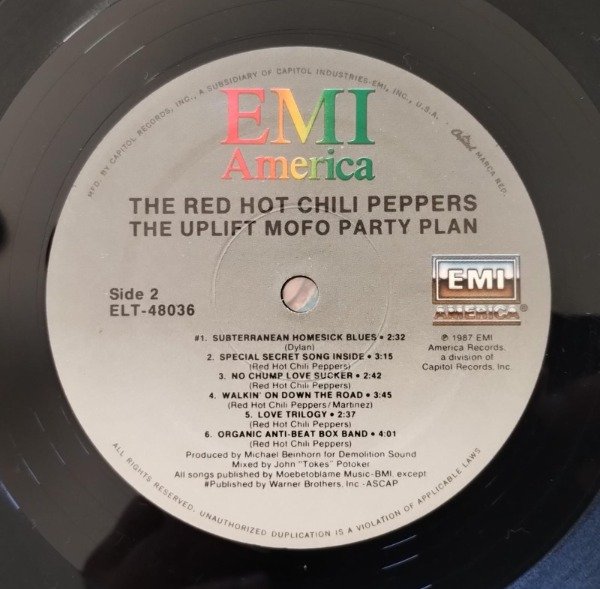 MFD. BY CAPITOL RECORDS, INC., A SUBSIDIARY OF CAPITOL INDUSTRIES-EMI, INC., U.S.A.
Capitol MARCA REG.
EMI
America
THE RED HOT CHILI PEPPERS
THE UPLIFT MOFO PARTY PLAN
Side 2
ELT-48036
EMI
AMERICA®
℗ 1987 EMI
America Records,
a division of
Capitol Records, Inc.
#1. SUBTERRANEAN HOMESICK BLUES • 2:32
(Dylan)
2. SPECIAL SECRET SONG INSIDE • 3:15
(Red Hot Chili Peppers)
3. NO CHUMP LOVE SUCKER • 2:42
(Red Hot Chili Peppers)
4. WALKIN' ON DOWN THE ROAD • 3:45
(Red Hot Chili Peppers/Martinez)
5. LOVE TRILOGY • 2:37
(Red Hot Chili Peppers)
6. ORGANIC ANTI-BEAT BOX BAND • 4:01
(Red Hot Chili Peppers)
Produced by Michael Beinhorn for Demolition Sound
Mixed by John "Tokes" Potoker
All songs published by Moebetoblame Music-BMI, except
#Published by Warner Brothers, Inc.-ASCAP
ALL RIGHTS RESERVED. UNAUTHORIZED DUPLICATION IS A VIOLATION OF APPLICABLE LAWS